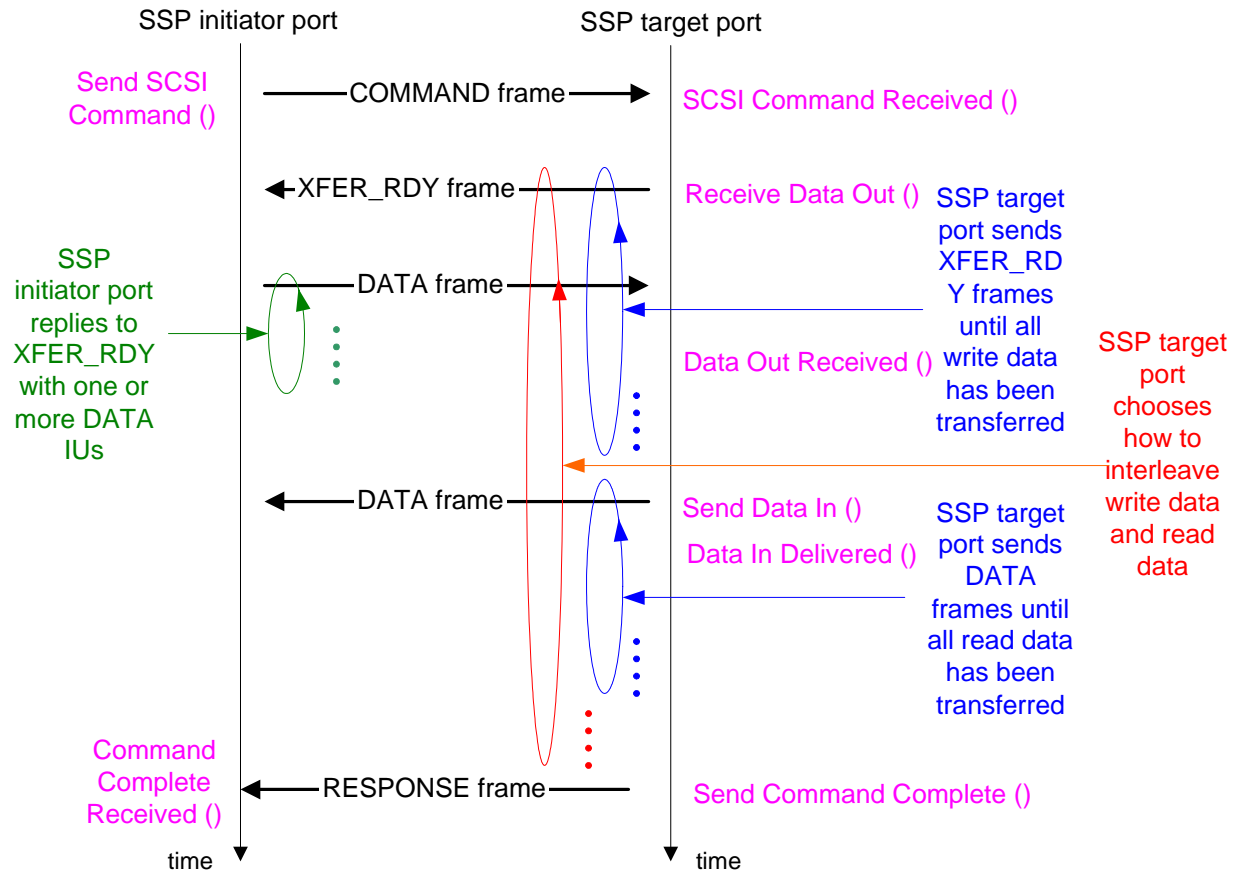 SSP initiator port
SSP target port
Send SCSI
Command ()
COMMAND frame
SCSI Command Received ()
XFER_RDY frame
Receive Data Out ()
SSP target
port sends
XFER_RD
Y frames
until all
write data
has been
transferred
SSP
initiator port
replies to
XFER_RDY
with one or
more DATA
IUs
DATA frame
Data Out Received ()
SSP target
port
chooses
how to
interleave
write data
and read
data
DATA frame
Send Data In ()
Data In Delivered ()
SSP target
port sends
DATA
frames until
all read data
has been
transferred
Command
Complete
Received ()
RESPONSE frame
Send Command Complete ()
time
time